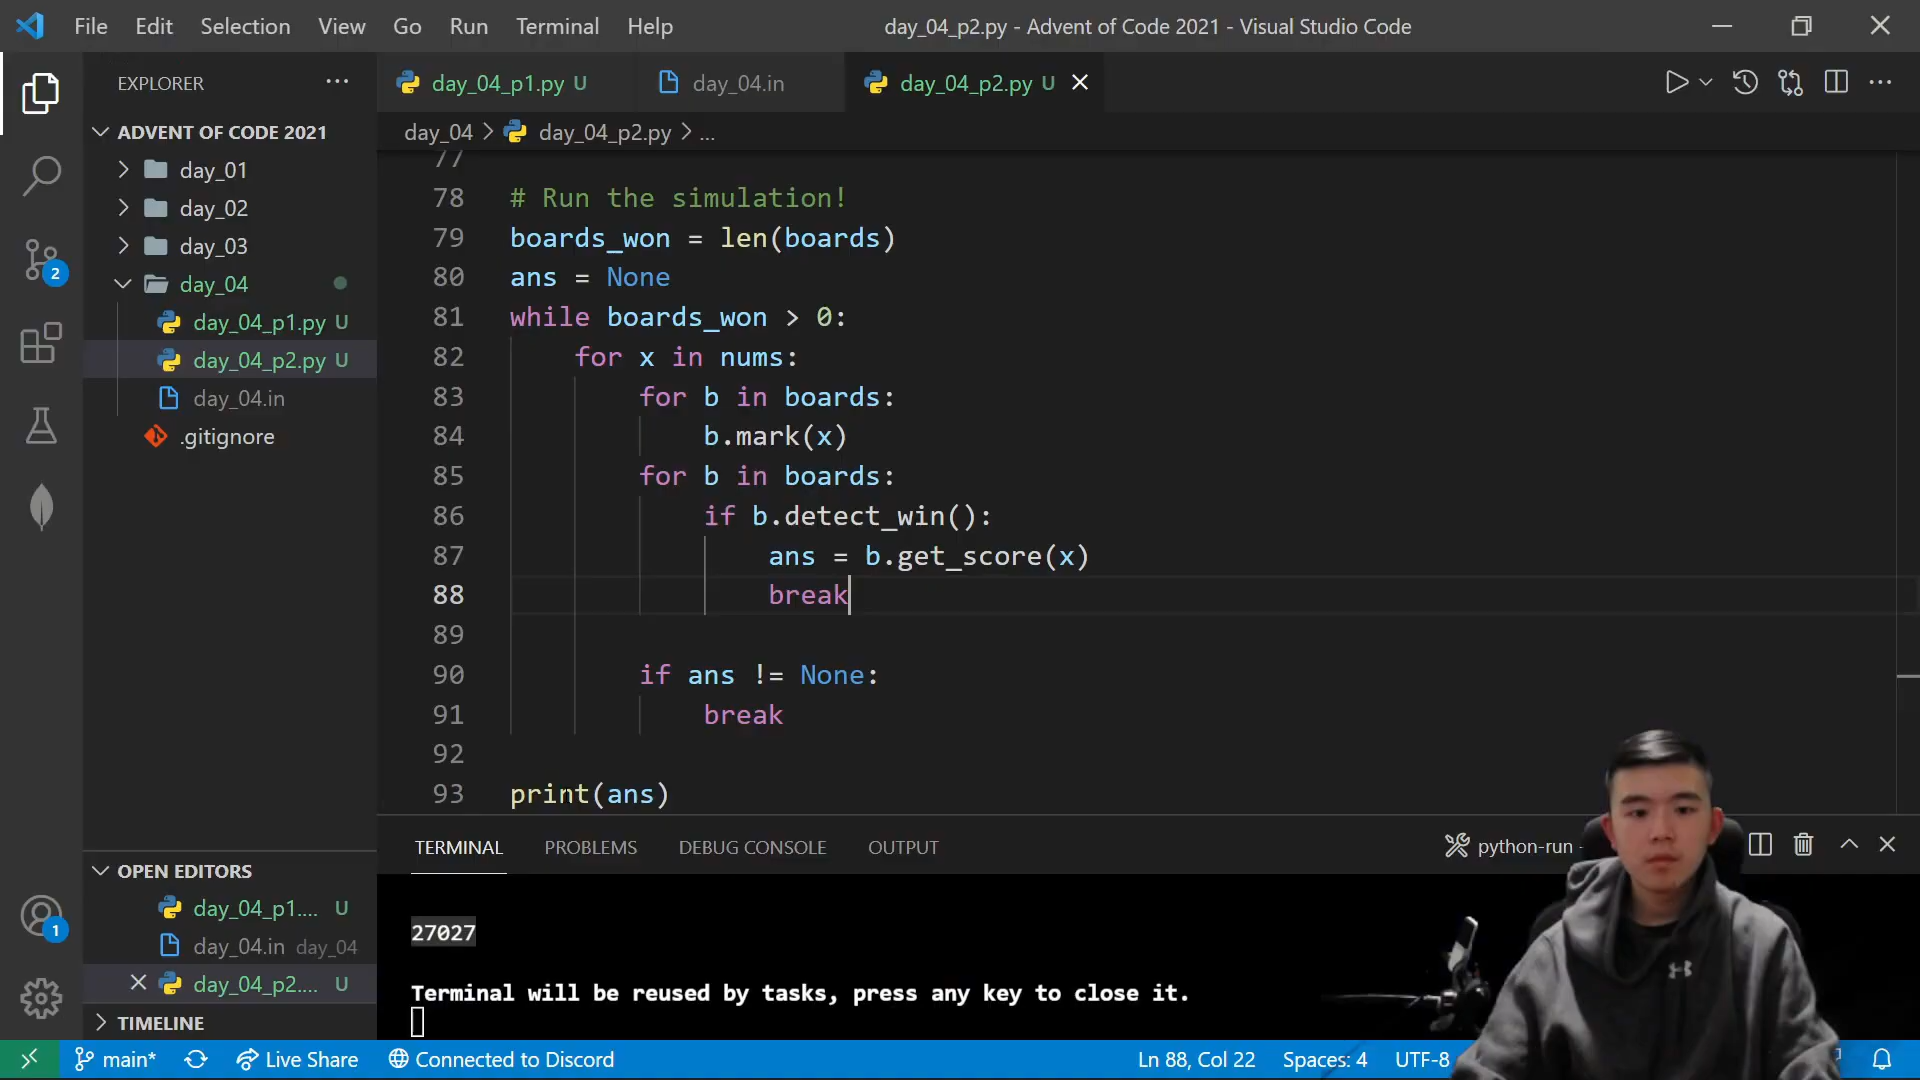 File Edit Selection View Go Run Terminal Help
day_04_p2.py - Advent of Code 2021 - Visual Studio Code
EXPLORER
ADVENT OF CODE 2021
day_01
day_02
day_03
day_04
day_04_p1.py U
day_04_p2.py U
day_04.in
.gitignore
OPEN EDITORS
day_04_p1.... U
day_04.in day_04
day_04_p2.... U
TIMELINE
2
1
day_04_p1.py U
day_04.in
day_04_p2.py U
day_04 > day_04_p2.py > ...
77
78 # Run the simulation!
79 boards_won = len(boards)
80 ans = None
81 while boards_won > 0:
82 for x in nums:
83 for b in boards:
84 b.mark(x)
85 for b in boards:
86 if b.detect_win():
87 ans = b.get_score(x)
88 break
89
90 if ans != None:
91 break
92
93 print(ans)
TERMINAL PROBLEMS DEBUG CONSOLE OUTPUT
python-run -
27027
Terminal will be reused by tasks, press any key to close it.
main* Live Share Connected to Discord
Ln 88, Col 22 Spaces: 4 UTF-8